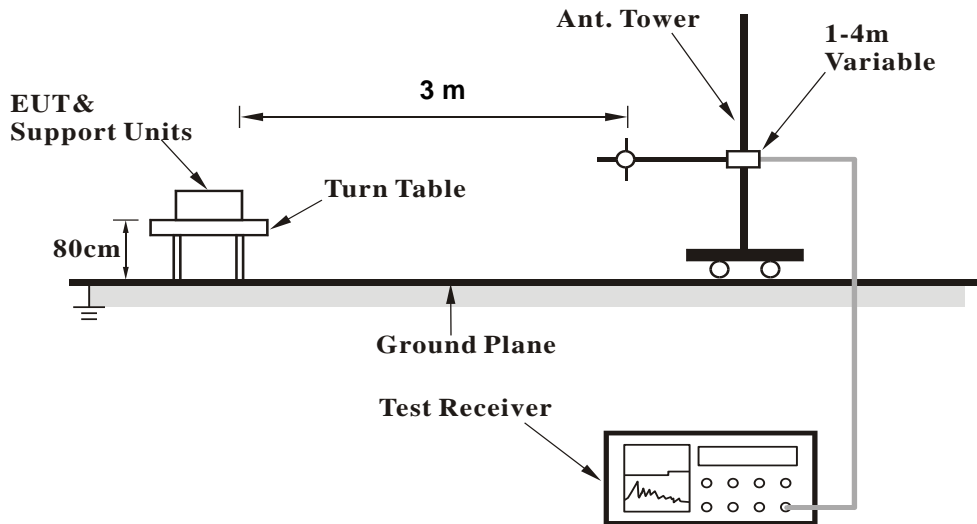 Ant. Tower
1-4m
Variable
3 m
EUT&
Support Units
Turn Table
80cm
Ground Plane
Test Receiver